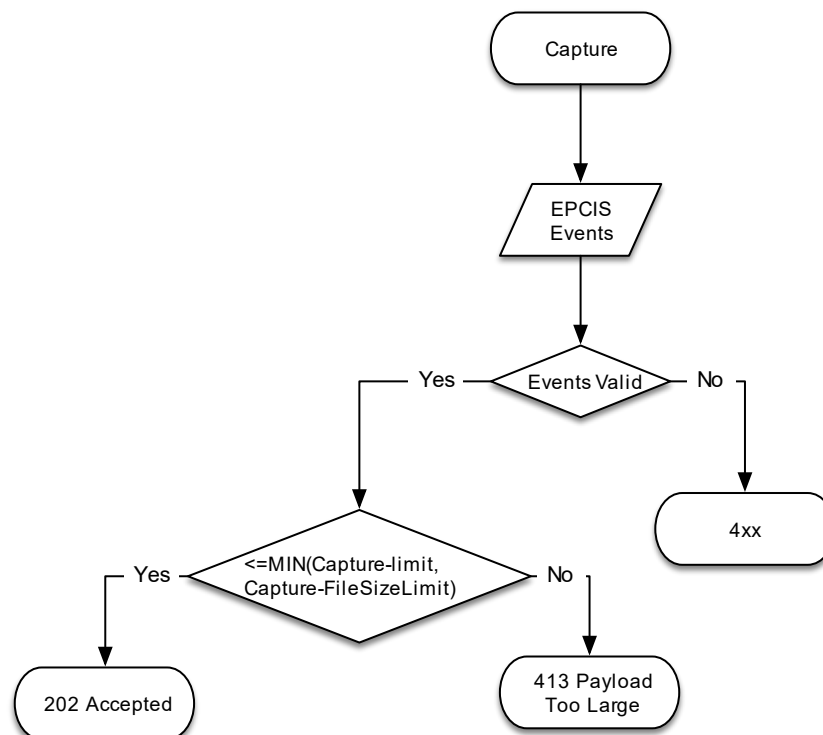 Capture
EPCIS
Events
Events Valid
Yes
No
4xx
<=MIN(Capture-limit,
Capture-FileSizeLimit)
Yes
No
202 Accepted
413 Payload
Too Large